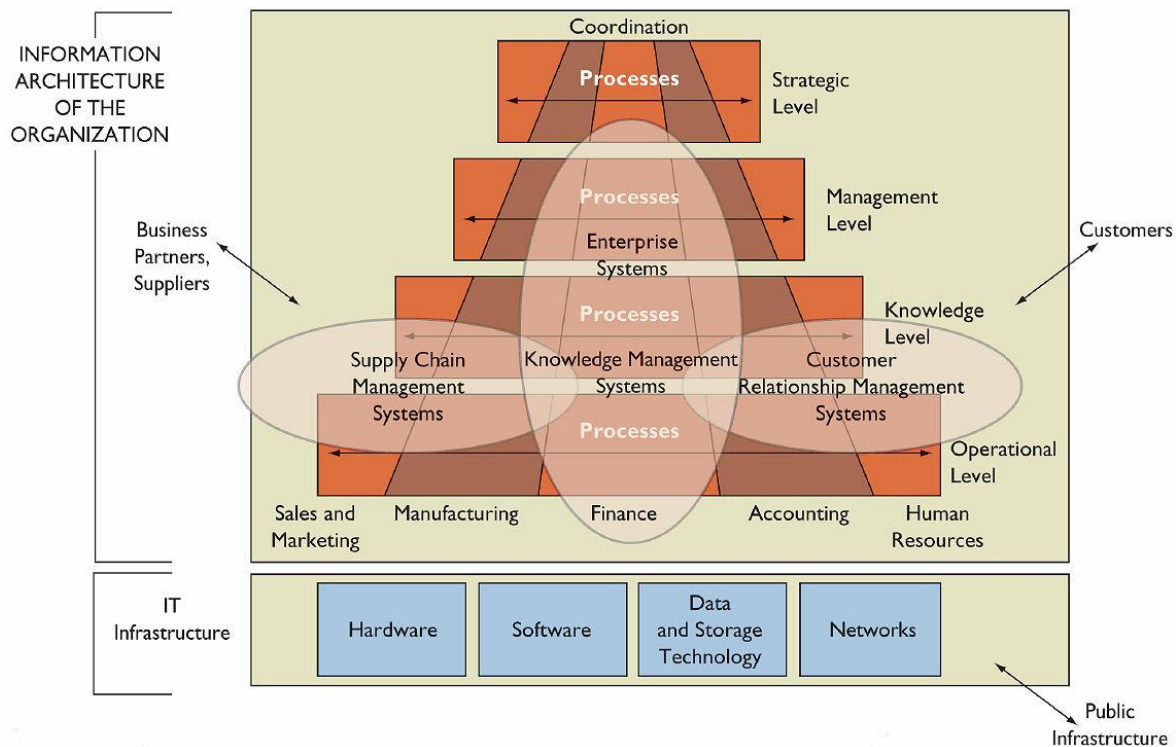 INFORMATION
ARCHITECTURE
OF THE
ORGANIZATION
Coordination
Processes
Strategic
Level
Processes
Management
Level
Business
Partners,
Suppliers
Customers
Enterprise
Systems
Processes
Knowledge
Level
Supply Chain
Management
Systems
Knowledge Management
Systems
Customer
Relationship Management
Systems
Processes
Operational
Level
Sales and
Marketing
Manufacturing
Finance
Accounting
Human
Resources
IT
Infrastructure
Hardware
Software
Data
and Storage
Technology
Networks
Public
Infrastructure